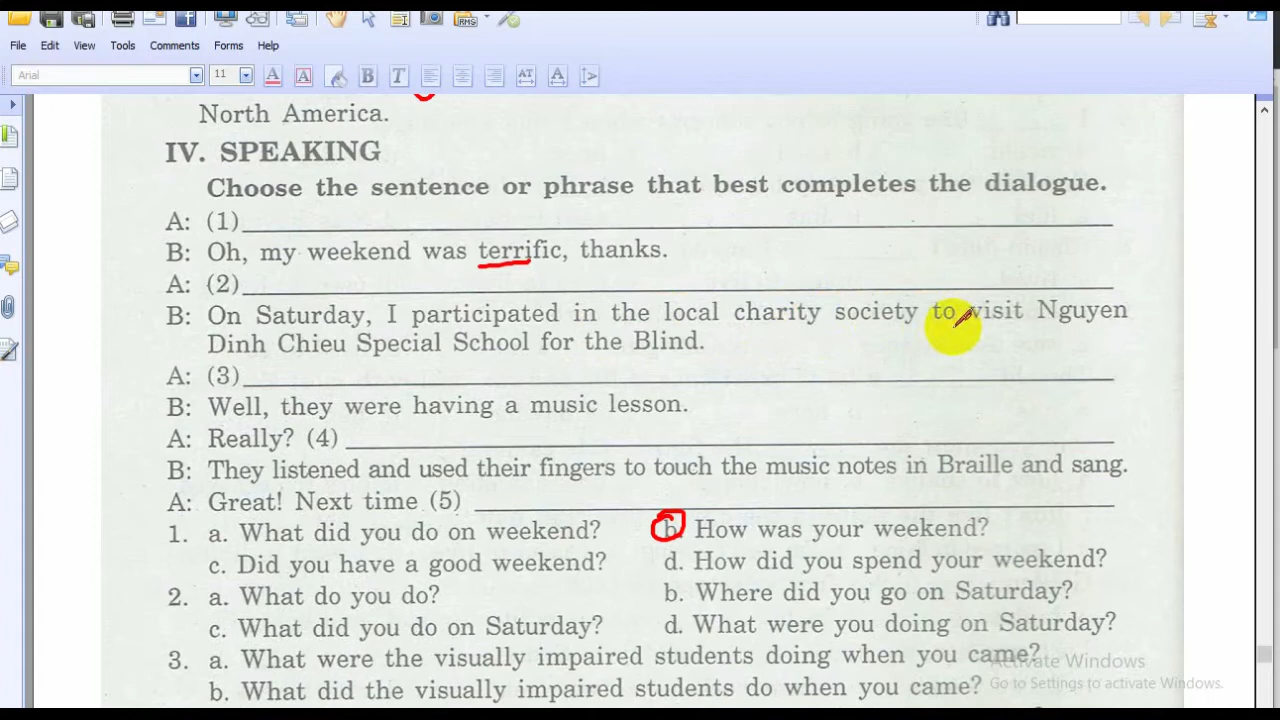 RMS
File Edit View Tools Comments Forms Help
Arial 11
North America.
IV. SPEAKING
Choose the sentence or phrase that best completes the dialogue.
A: (1)
B: Oh, my weekend was terrific, thanks.
A: (2)
B: On Saturday, I participated in the local charity society to visit Nguyen
Dinh Chieu Special School for the Blind.
A: (3)
B: Well, they were having a music lesson.
A: Really? (4)
B: They listened and used their fingers to touch the music notes in Braille and sang.
A: Great! Next time (5)
1. a. What did you do on weekend? b. How was your weekend?
c. Did you have a good weekend? d. How did you spend your weekend?
2. a. What do you do? b. Where did you go on Saturday?
c. What did you do on Saturday? d. What were you doing on Saturday?
3. a. What were the visually impaired students doing when you came?
Activate Windows
b. What did the visually impaired students do when you came?
Go to Settings to activate Windows.